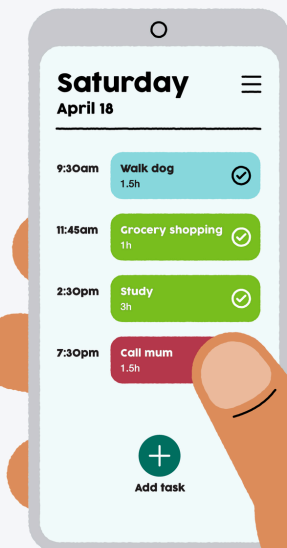 Saturday
April 18
9:30am Walk dog
1.5h
11:45am Grocery shopping
1h
2:30pm Study
3h
7:30pm Call mum
1.5h
Add task